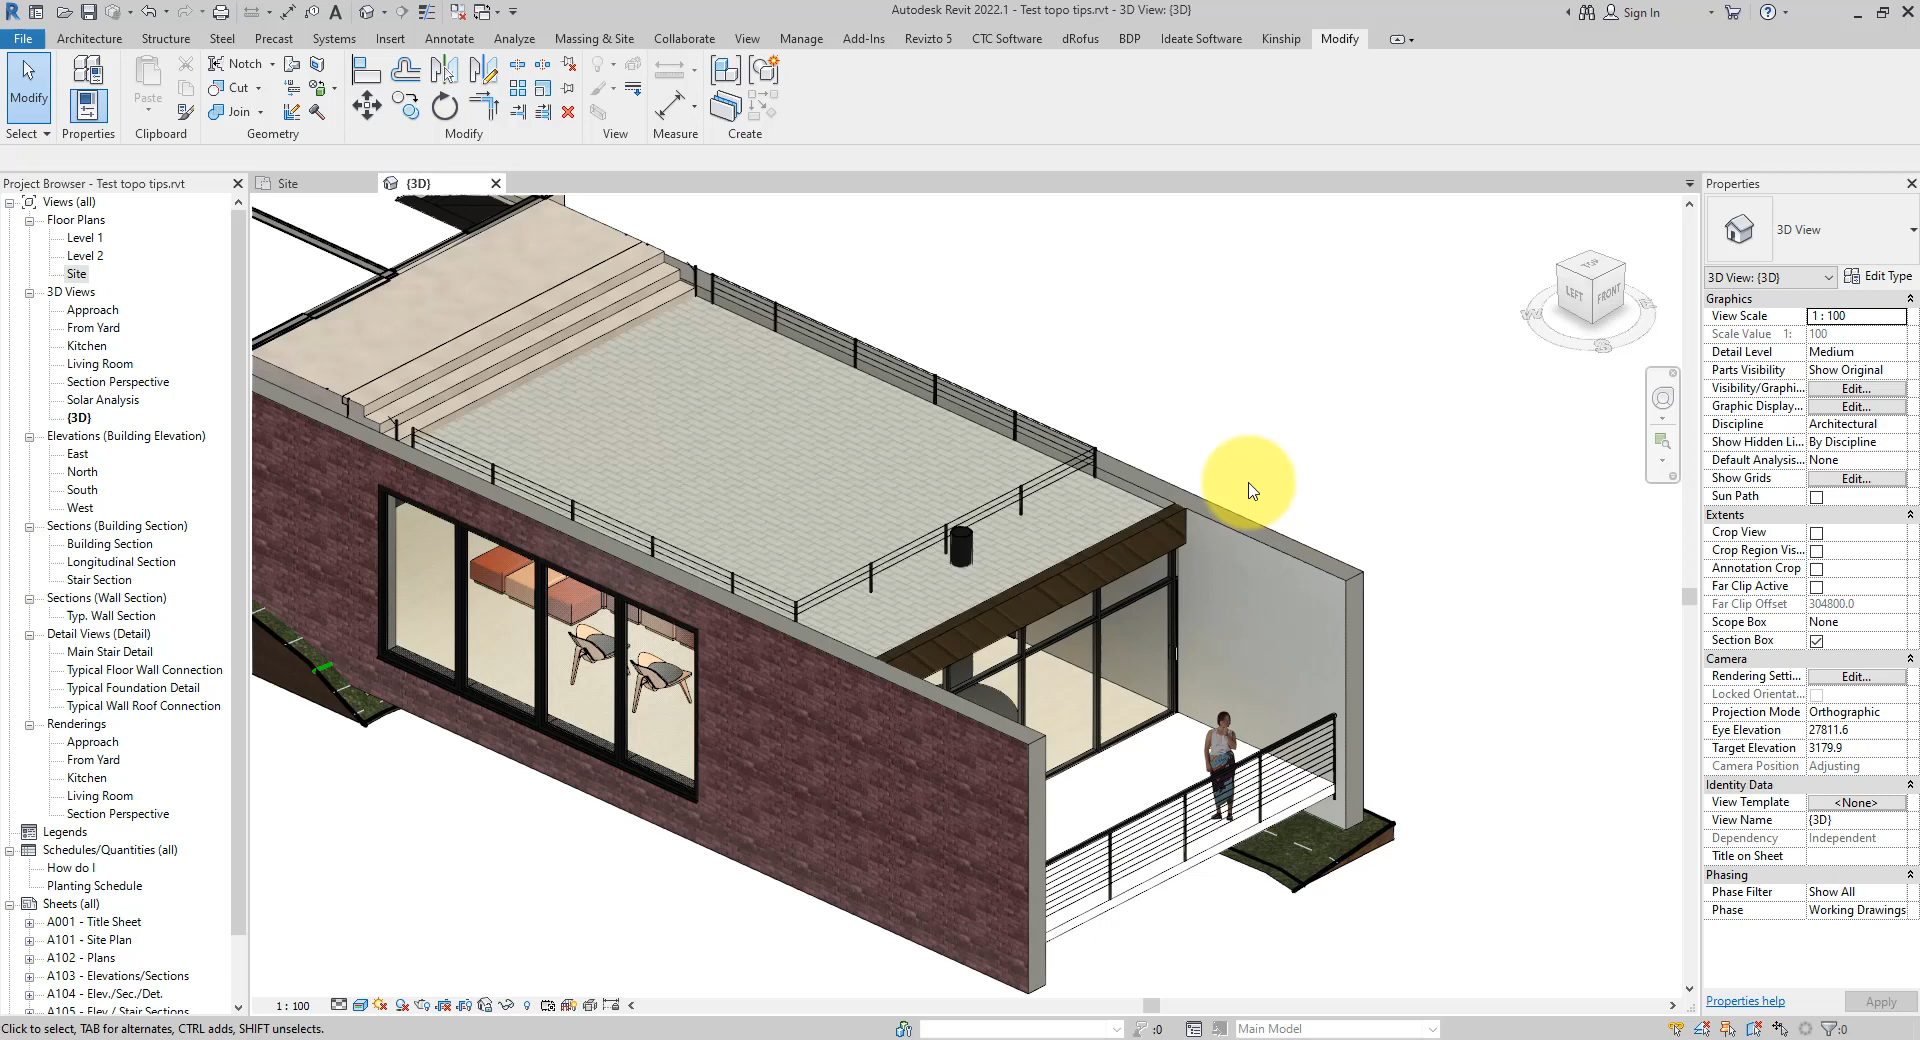 Autodesk Revit 2022.1 - Test topo tips.rvt - 3D View: {3D}
Sign In
File Architecture Structure Steel Precast Systems Insert Annotate Analyze Massing & Site Collaborate View Manage Add-Ins Revizto 5 CTC Software dRofus BDP Ideate Software Kinship Modify
Modify
Paste
Notch
Cut
Join
Select Properties Clipboard Geometry Modify View Measure Create
Project Browser - Test topo tips.rvt
Views (all)
Floor Plans
Level 1
Level 2
Site
3D Views
Approach
From Yard
Kitchen
Living Room
Section Perspective
Solar Analysis
{3D}
Elevations (Building Elevation)
East
North
South
West
Sections (Building Section)
Building Section
Longitudinal Section
Stair Section
Sections (Wall Section)
Typ. Wall Section
Detail Views (Detail)
Main Stair Detail
Typical Floor Wall Connection
Typical Foundation Detail
Typical Wall Roof Connection
Renderings
Approach
From Yard
Kitchen
Living Room
Section Perspective
Legends
Schedules/Quantities (all)
How do I
Planting Schedule
Sheets (all)
A001 - Title Sheet
A101 - Site Plan
A102 - Plans
A103 - Elevations/Sections
A104 - Elev./Sec./Det.
A105 - Elev. / Stair Sections
Site
{3D}
TOP
LEFT
FRONT
W
S
Properties
3D View
3D View: {3D} Edit Type
Graphics
View Scale 1 : 100
Scale Value 1: 100
Detail Level Medium
Parts Visibility Show Original
Visibility/Graphi... Edit...
Graphic Display... Edit...
Discipline Architectural
Show Hidden Li... By Discipline
Default Analysis... None
Show Grids Edit...
Sun Path
Extents
Crop View
Crop Region Vis...
Annotation Crop
Far Clip Active
Far Clip Offset 304800.0
Scope Box None
Section Box
Camera
Rendering Setti... Edit...
Locked Orientat...
Projection Mode Orthographic
Eye Elevation 27811.6
Target Elevation 3179.9
Camera Position Adjusting
Identity Data
View Template <None>
View Name {3D}
Dependency Independent
Title on Sheet
Phasing
Phase Filter Show All
Phase Working Drawings
Properties help Apply
1 : 100
Click to select, TAB for alternates, CTRL adds, SHIFT unselects.
:0
Main Model
:0